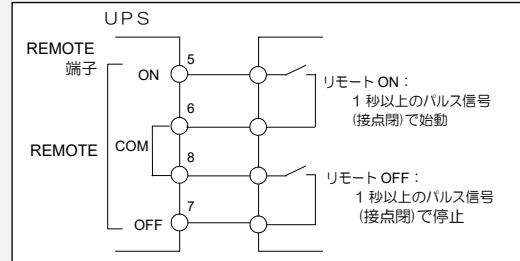 UPS
REMOTE
端子
ON
5
6
REMOTE
COM
8
7
OFF
リモート ON：
1 秒以上のパルス信号
(接点閉)で始動
リモート OFF：
1 秒以上のパルス信号
(接点閉)で停止